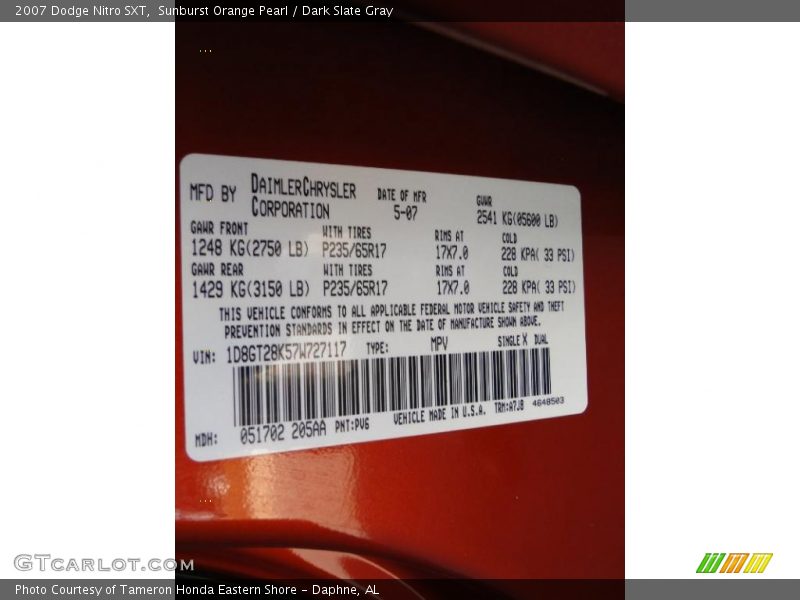 2007 Dodge Nitro SXT,  Sunburst Orange Pearl / Dark Slate Gray
MFD BY DAIMLERCHRYSLER CORPORATION
DATE OF MFR 5-07
GVWR 2541 KG(05600 LB)
GAWR FRONT WITH TIRES RIMS AT COLD
1248 KG(2750 LB) P235/65R17 17X7.0 228 KPA( 33 PSI)
GAWR REAR WITH TIRES RIMS AT COLD
1429 KG(3150 LB) P235/65R17 17X7.0 228 KPA( 33 PSI)
THIS VEHICLE CONFORMS TO ALL APPLICABLE FEDERAL MOTOR VEHICLE SAFETY AND THEFT
PREVENTION STANDARDS IN EFFECT ON THE DATE OF MANUFACTURE SHOWN ABOVE.
VIN: 1D8GT28K57W727117 TYPE: MPV SINGLE X DUAL
MDH: 051702 205AA PNT:PV6 VEHICLE MADE IN U.S.A. TRM:A7J8 4648503
GTCARLOT.COM
Photo Courtesy of Tameron Honda Eastern Shore - Daphne, AL